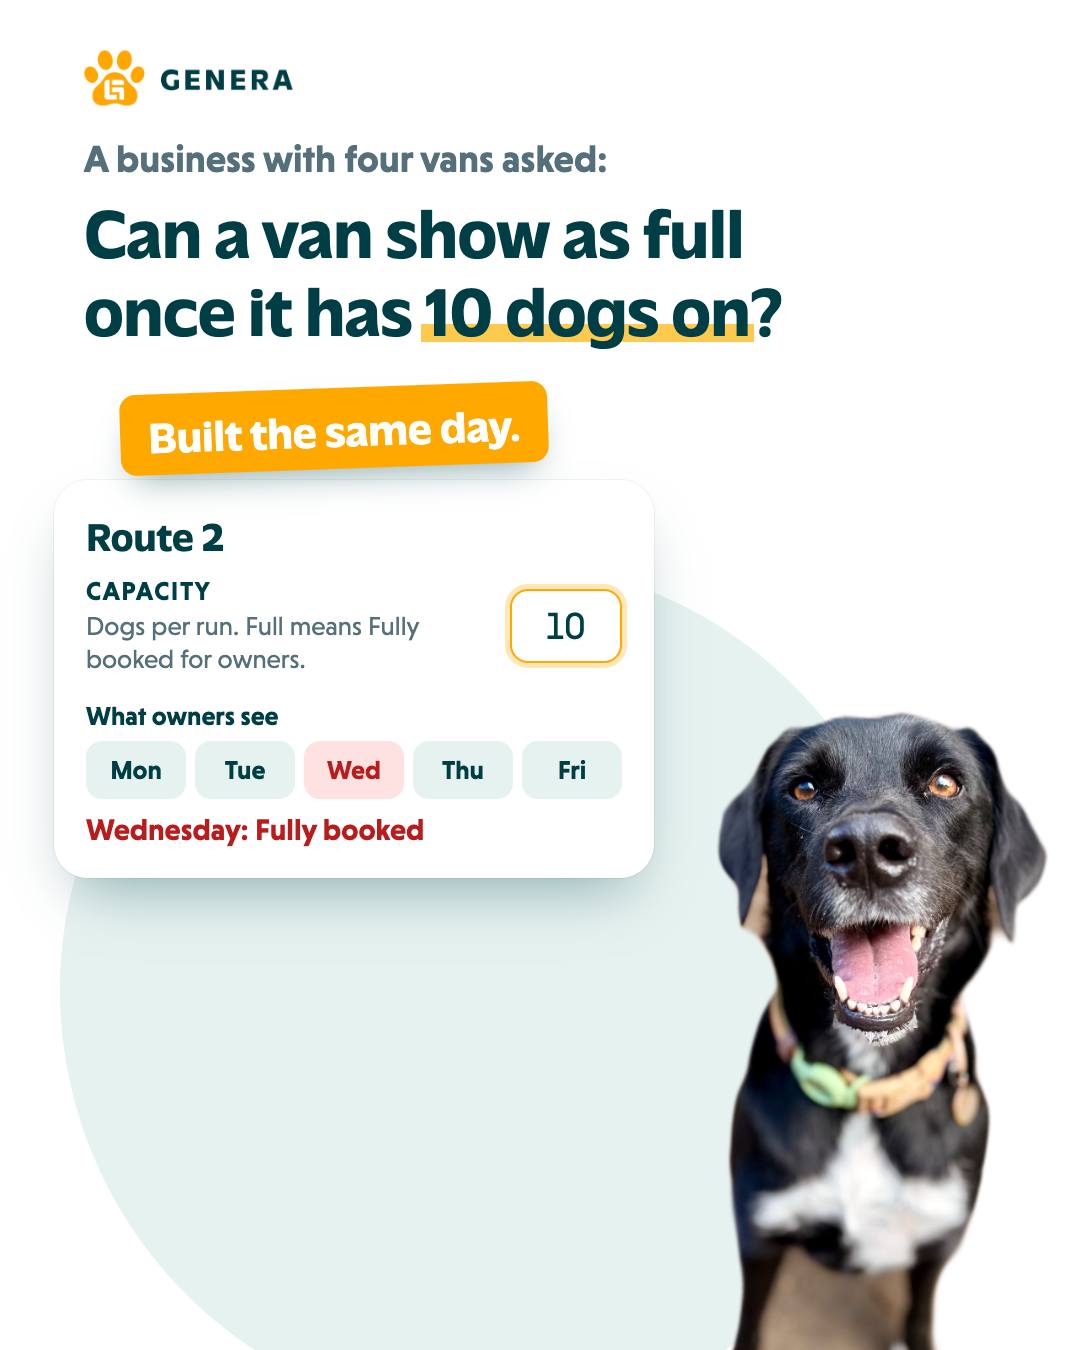 GENERA
A business with four vans asked:
Can a van show as full
once it has 10 dogs on?
Built the same day.
Route 2
CAPACITY
Dogs per run. Full means Fully
booked for owners.
10
What owners see
Mon Tue Wed Thu Fri
Wednesday: Fully booked